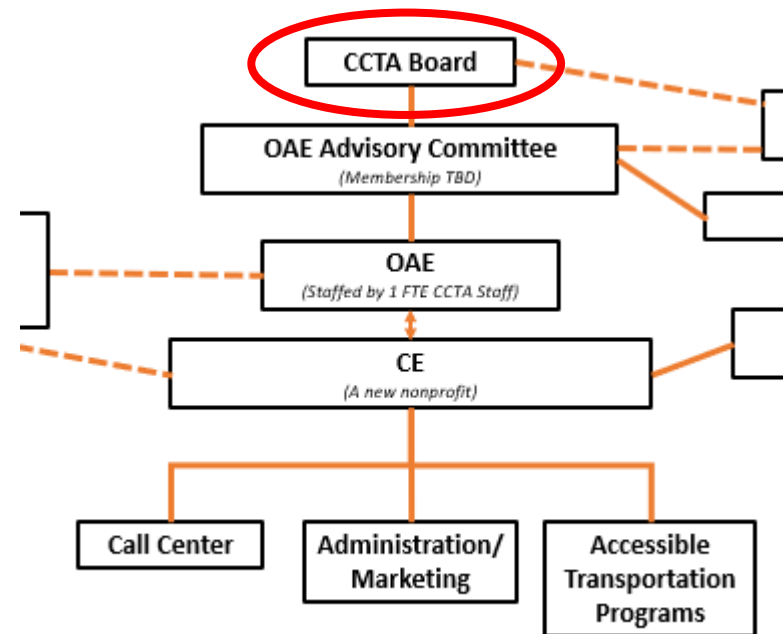 CCTA Board
OAE Advisory Committee
(Membership TBD)
OAE
(Staffed by 1 FTE CCTA Staff)
CE
(A new nonprofit)
Call Center
Administration/
Marketing
Accessible
Transportation
Programs